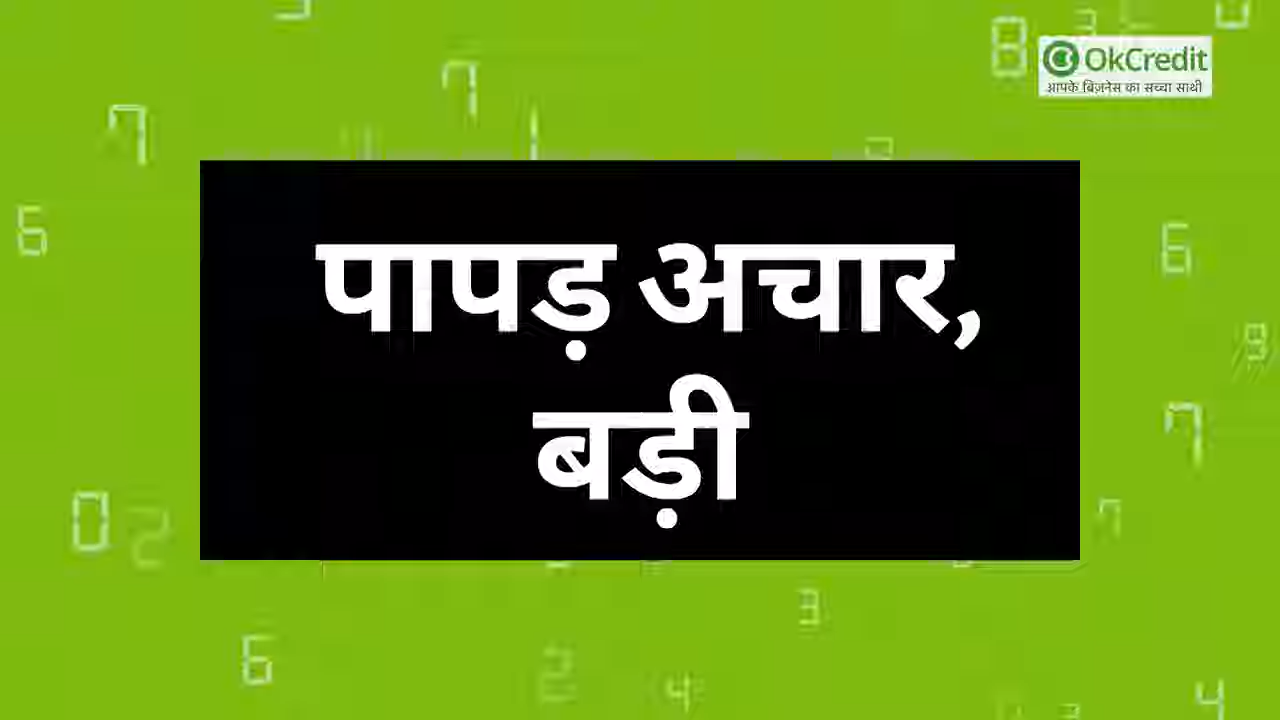 OkCredit
आपके बिज़नेस का सच्चा साथी
पापड़ अचार,
बड़ी